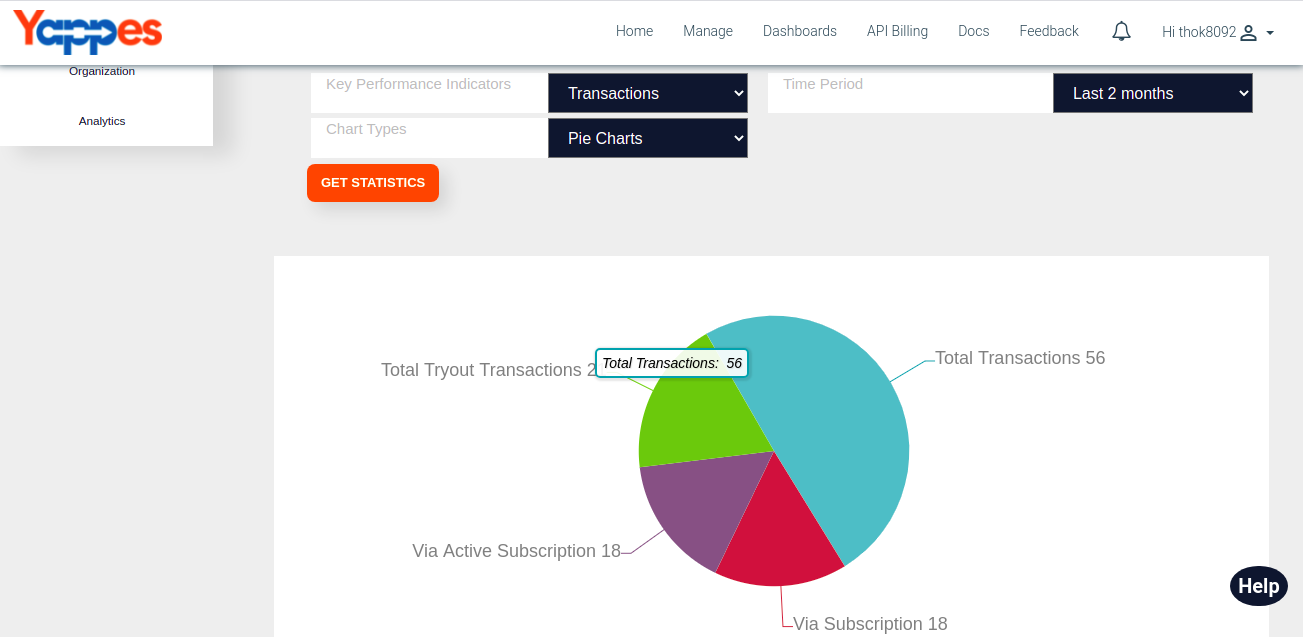 Yappes
Home Manage Dashboards API Billing Docs Feedback Hi thok8092
Organization
Analytics
Key Performance Indicators Transactions Time Period Last 2 months
Chart Types Pie Charts
GET STATISTICS
Total Transactions 56
Total Tryout Transactions 2
Total Transactions: 56
Via Active Subscription 18
Via Subscription 18
Help